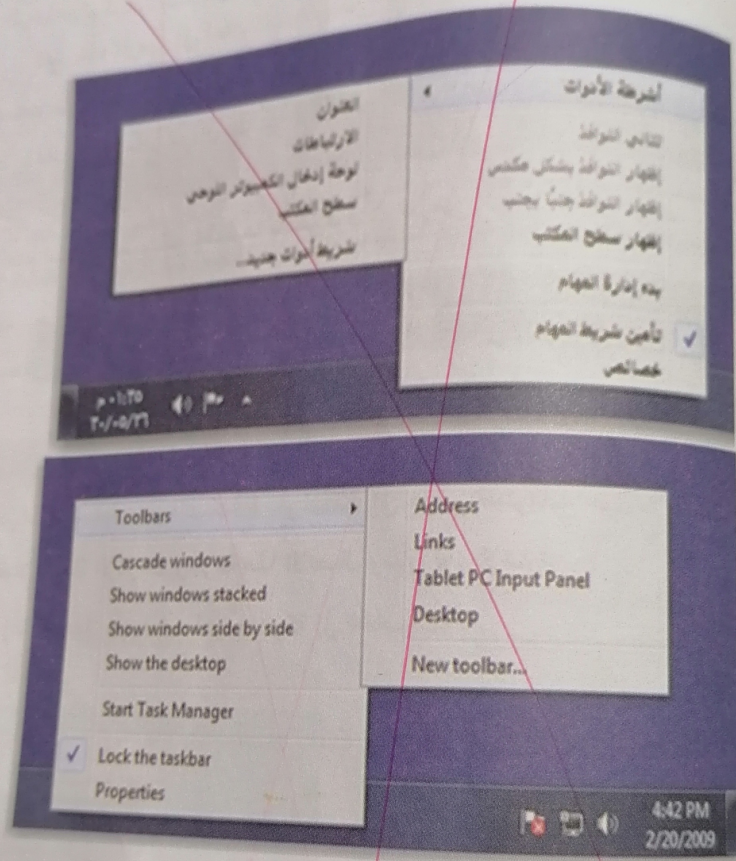 أشرطة الأدوات
تتالي النوافذ
إظهار النوافذ بشكل مكدس
إظهار النوافذ جنبًا بجنب
إظهار سطح المكتب
بدء إدارة المهام
تأمين شريط المهام
خصائص
العنوان
الارتباطات
لوحة إدخال الكمبيوتر اللوحي
سطح المكتب
شريط أدوات جديد...
٠١:٢٥ م
Toolbars
Cascade windows
Show windows stacked
Show windows side by side
Show the desktop
Start Task Manager
Lock the taskbar
Properties
Address
Links
Tablet PC Input Panel
Desktop
New toolbar...
4:42 PM
2/20/2009